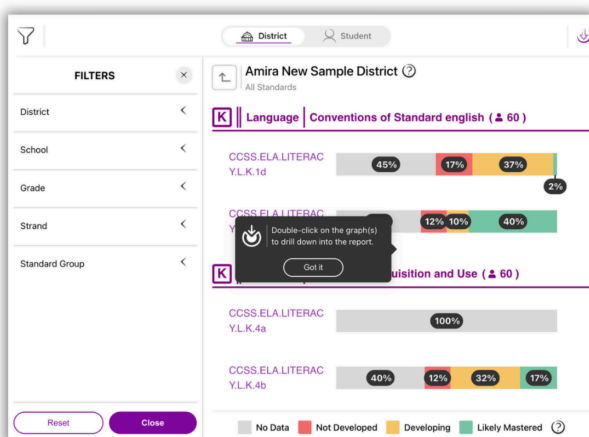 District
Student
FILTERS
×
Amira New Sample District ?
All Standards
District
School
Grade
Strand
Standard Group
K Language Conventions of Standard english ( 60 )
CCSS.ELA.LITERAC
Y.L.K.1d
45% 17% 37%
2%
CCSS.ELA.LITERAC
12% 10% 40%
Double-click on the graph(s)
to drill down into the report.
Got it
K uisition and Use ( 60 )
CCSS.ELA.LITERAC
Y.L.K.4a
100%
CCSS.ELA.LITERAC
Y.L.K.4b
40% 12% 32% 17%
Reset
Close
No Data Not Developed Developing Likely Mastered ?